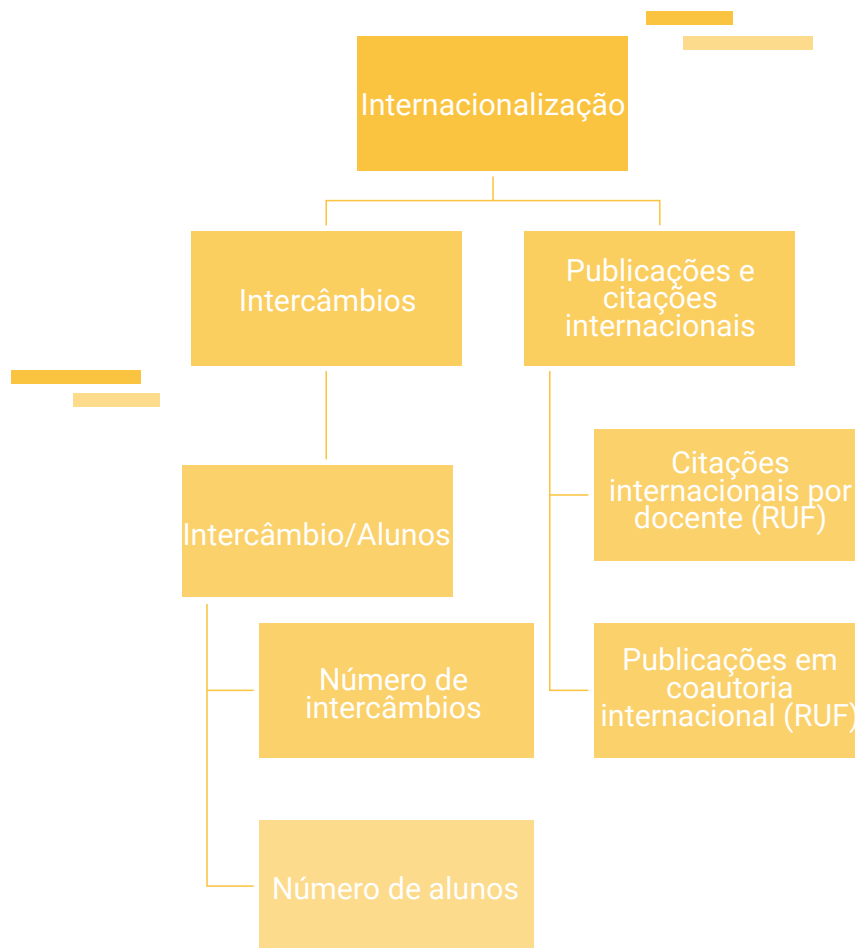 Internacionalização
Intercâmbios
Publicações e
citações
internacionais
Intercâmbio/Alunos
Número de
intercâmbios
Número de alunos
Citações
internacionais por
docente (RUF)
Publicações em
coautoria
internacional (RUF)